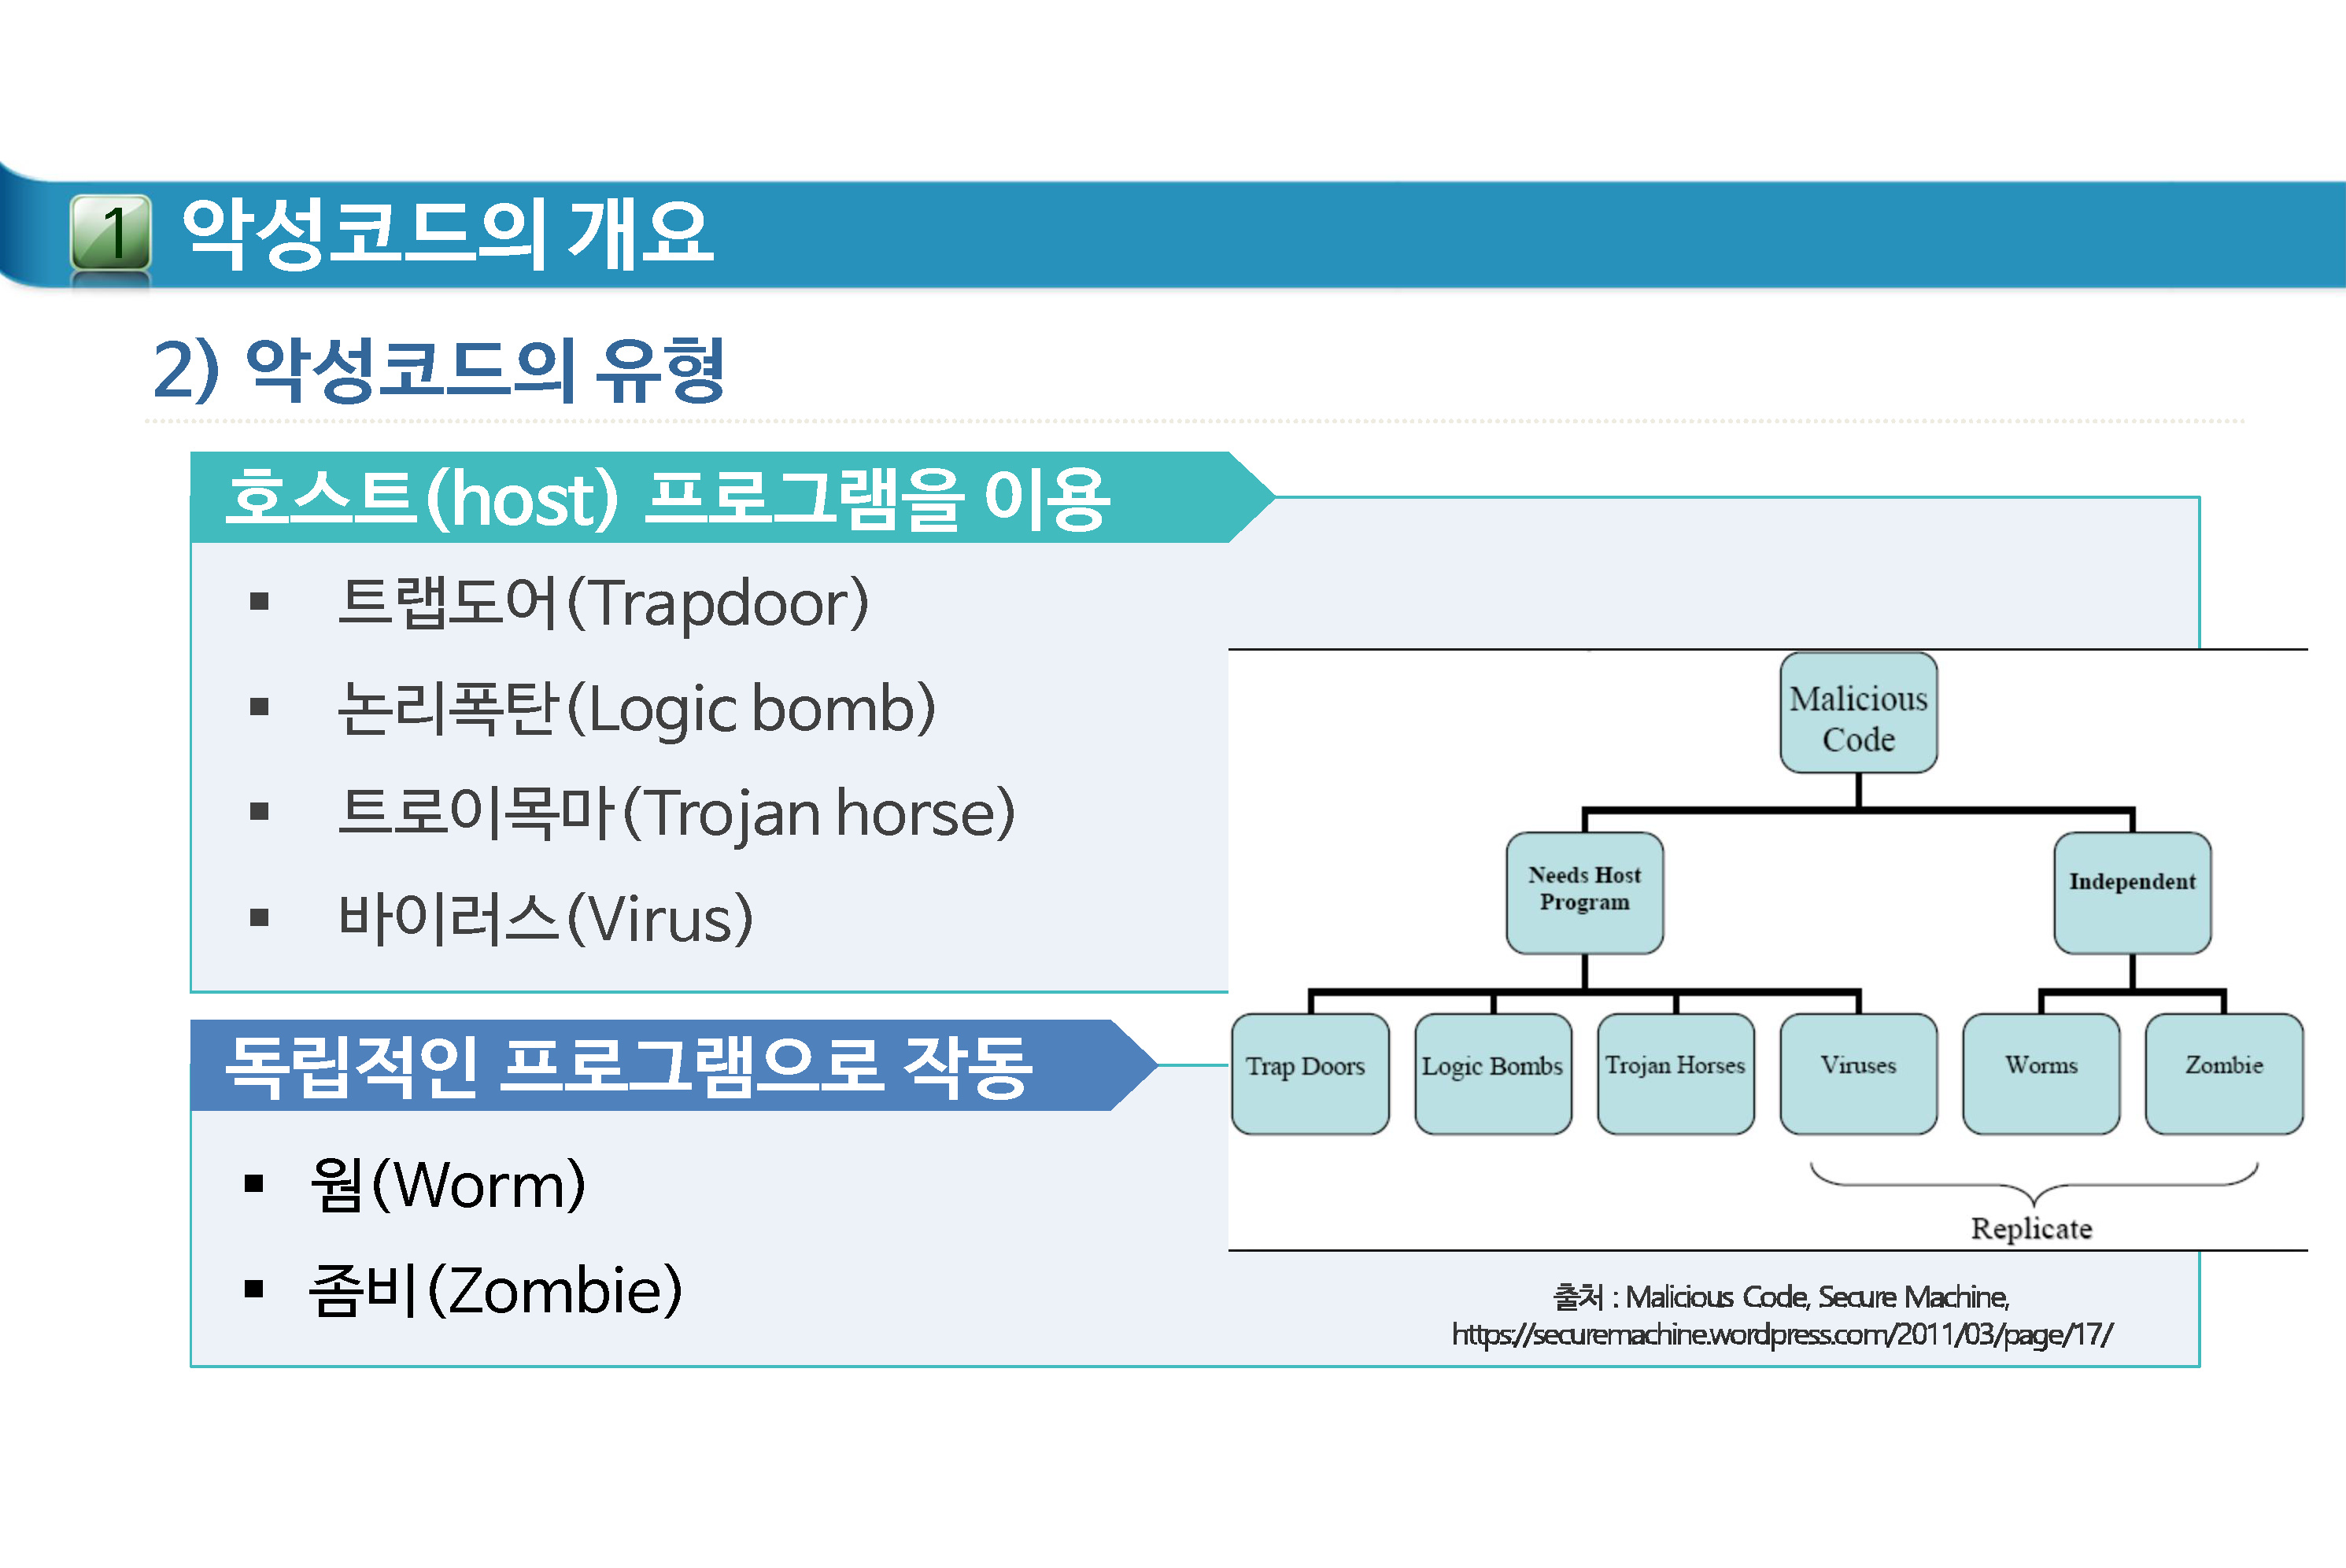 1 악성코드의 개요
2) 악성코드의 유형
호스트(host) 프로그램을 이용
▪ 트랩도어(Trapdoor)
▪ 논리폭탄(Logic bomb)
▪ 트로이목마(Trojan horse)
▪ 바이러스(Virus)
독립적인 프로그램으로 작동
▪ 웜(Worm)
▪ 좀비(Zombie)
Malicious
Code
Needs Host
Program
Independent
Trap Doors
Logic Bombs
Trojan Horses
Viruses
Worms
Zombie
Replicate
출처 : Malicious Code, Secure Machine,
https://securemachine.wordpress.com/2011/03/page/17/